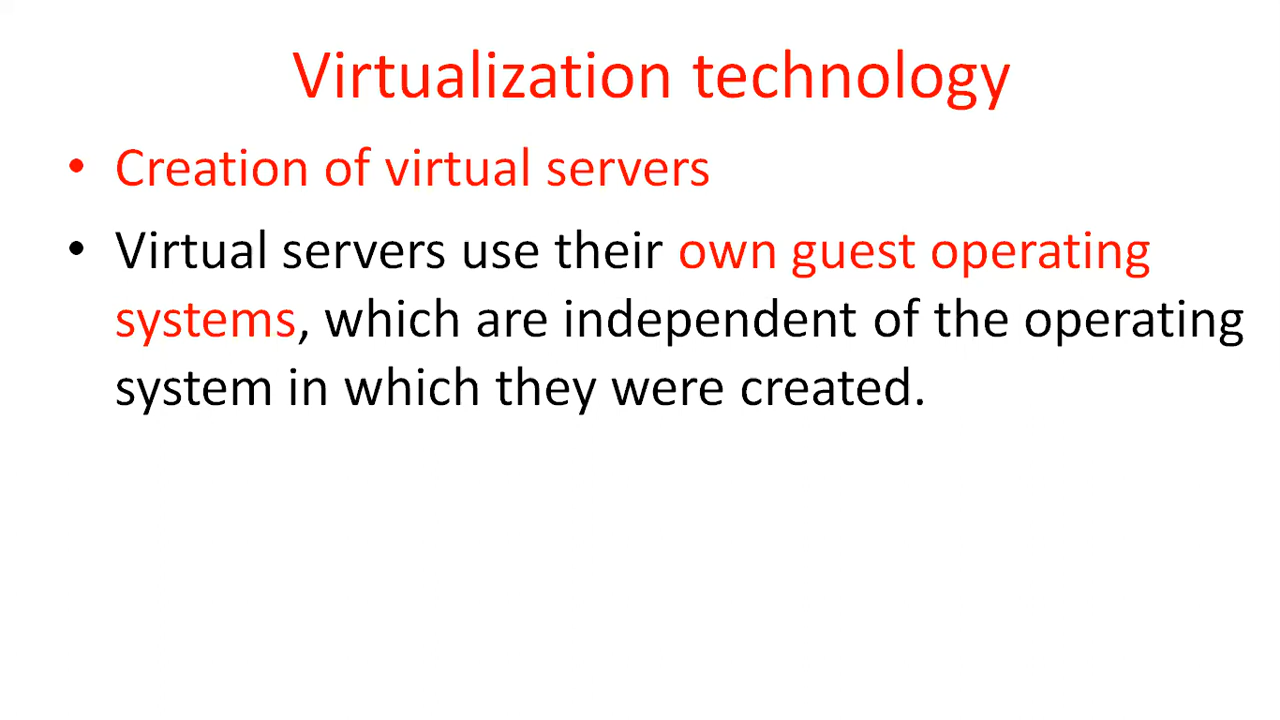 Virtualization technology
• Creation of virtual servers
• Virtual servers use their own guest operating
systems, which are independent of the operating
system in which they were created.